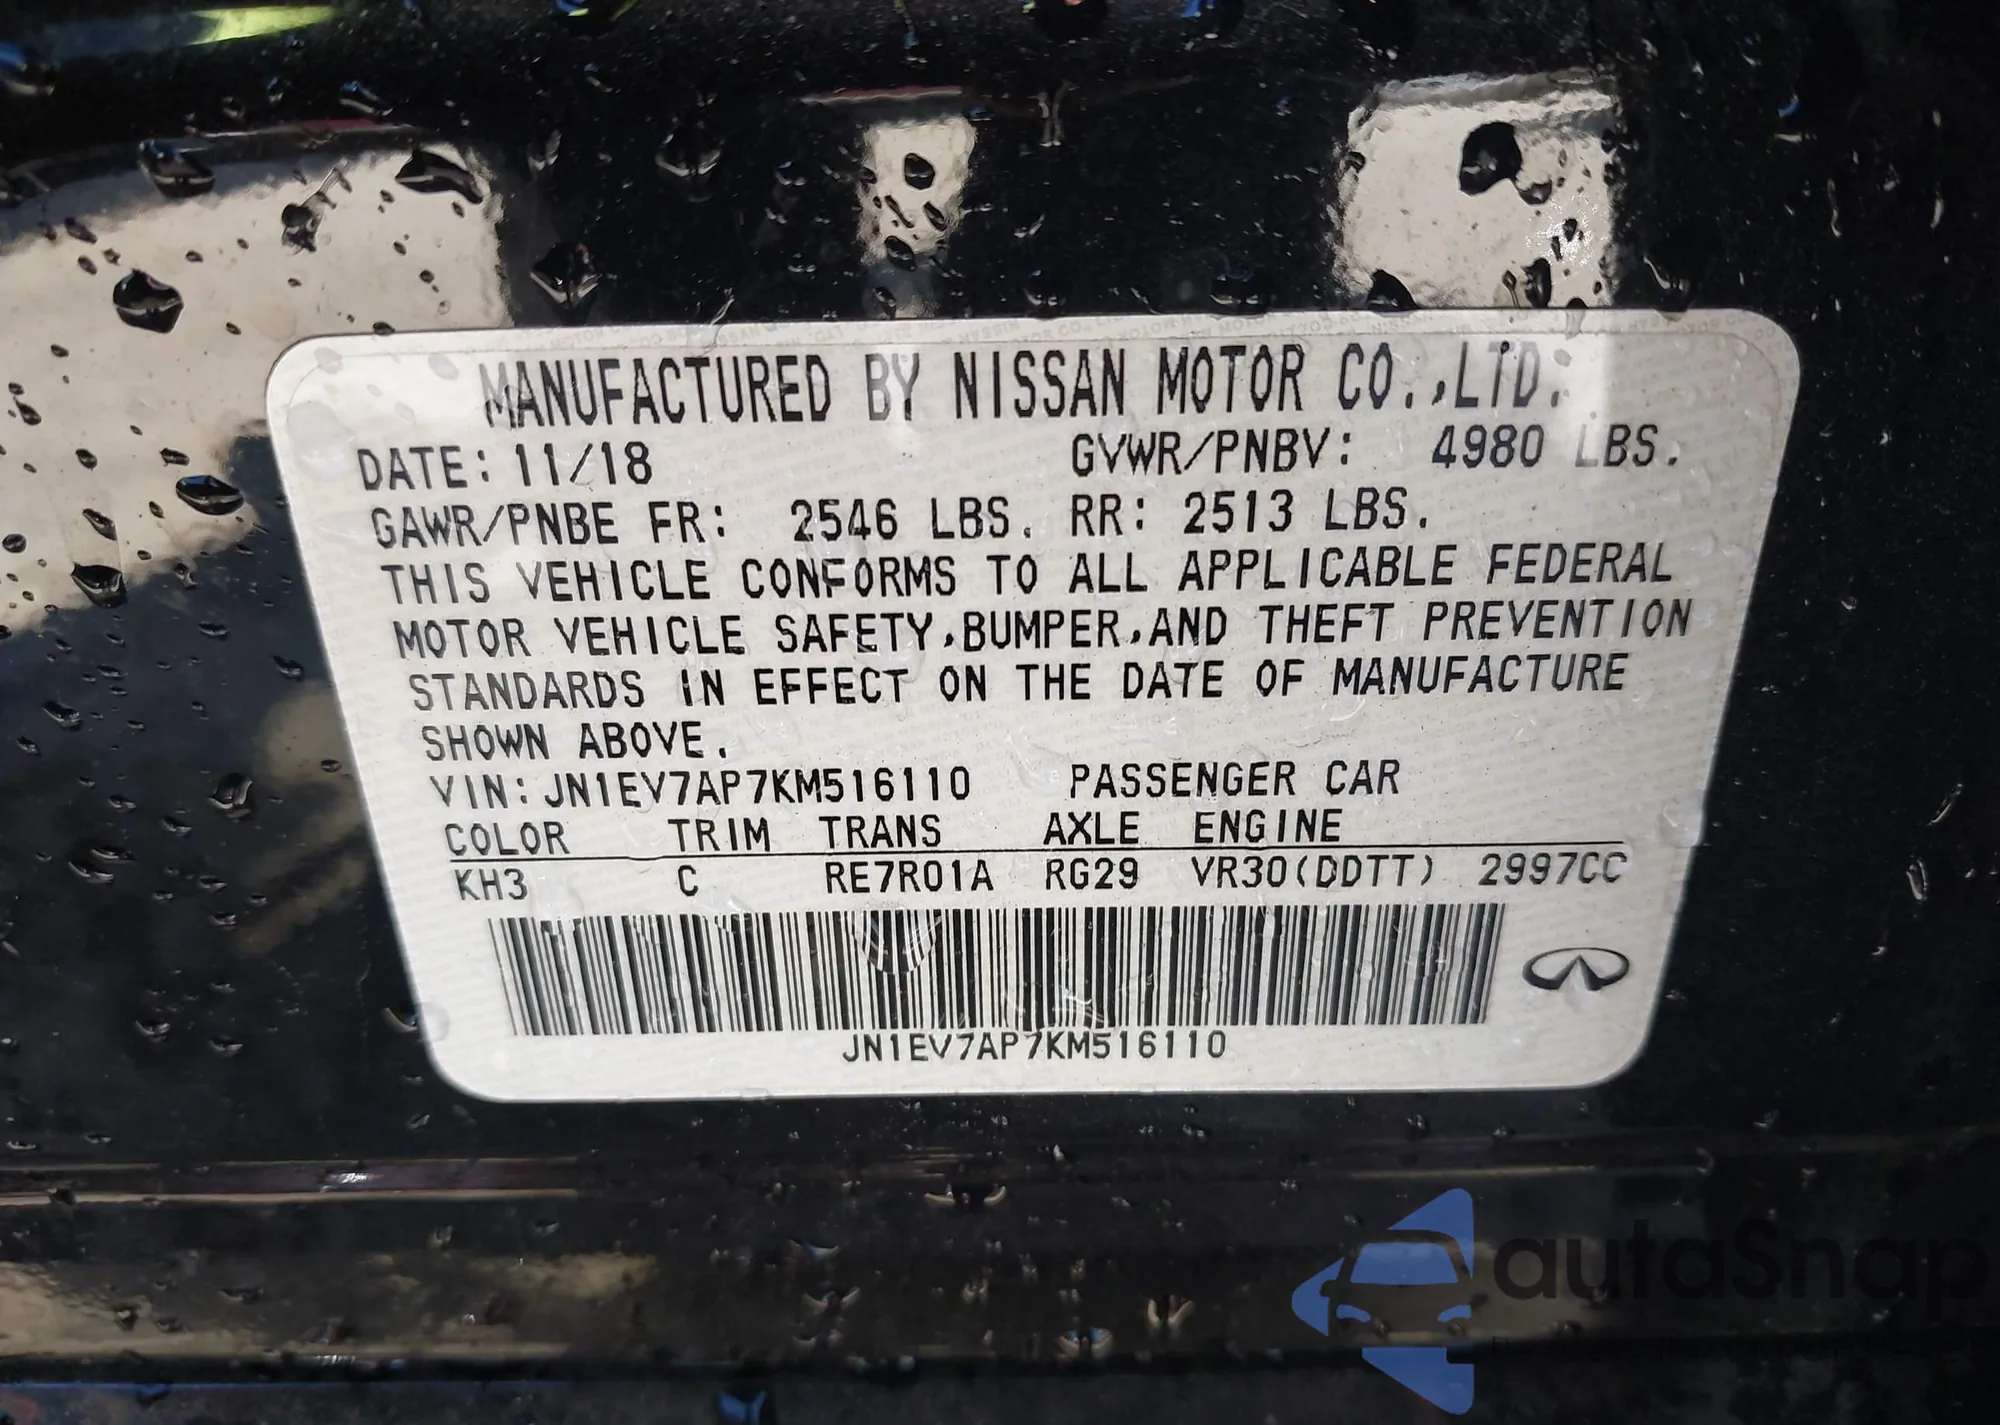 MANUFACTURED BY NISSAN MOTOR CO.,LTD.
DATE: 11/18 GVWR/PNBV: 4980 LBS.
GAWR/PNBE FR: 2546 LBS. RR: 2513 LBS.
THIS VEHICLE CONFORMS TO ALL APPLICABLE FEDERAL
MOTOR VEHICLE SAFETY,BUMPER,AND THEFT PREVENTION
STANDARDS IN EFFECT ON THE DATE OF MANUFACTURE
SHOWN ABOVE.
VIN: JN1EV7AP7KM516110 PASSENGER CAR
COLOR TRIM TRANS AXLE ENGINE
KH3 C RE7R01A RG29 VR30(DDTT) 2997CC
JN1EV7AP7KM516110
autoSnap